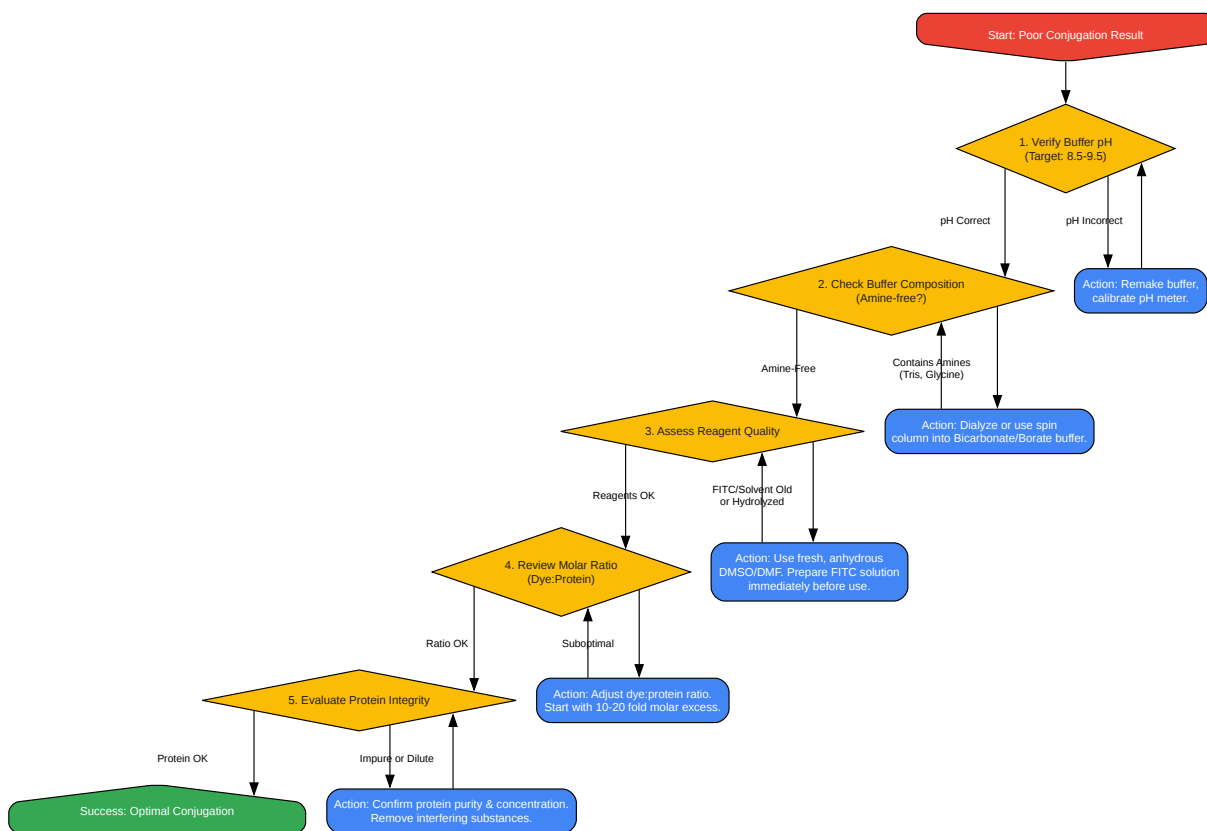 Start: Poor Conjugation Result
1. Verify Buffer pH
(Target: 8.5-9.5)
pH Correct
pH Incorrect
2. Check Buffer Composition
(Amine-free?)
Action: Remake buffer,
calibrate pH meter.
Amine-Free
Contains Amines
(Tris, Glycine)
3. Assess Reagent Quality
Action: Dialyze or use spin
column into Bicarbonate/Borate buffer.
Reagents OK
FITC/Solvent Old
or Hydrolyzed
4. Review Molar Ratio
(Dye:Protein)
Action: Use fresh, anhydrous
DMSO/DMF. Prepare FITC solution
immediately before use.
Ratio OK
Suboptimal
5. Evaluate Protein Integrity
Action: Adjust dye:protein ratio.
Start with 10-20 fold molar excess.
Protein OK
Impure or Dilute
Success: Optimal Conjugation
Action: Confirm protein purity & concentration.
Remove interfering substances.